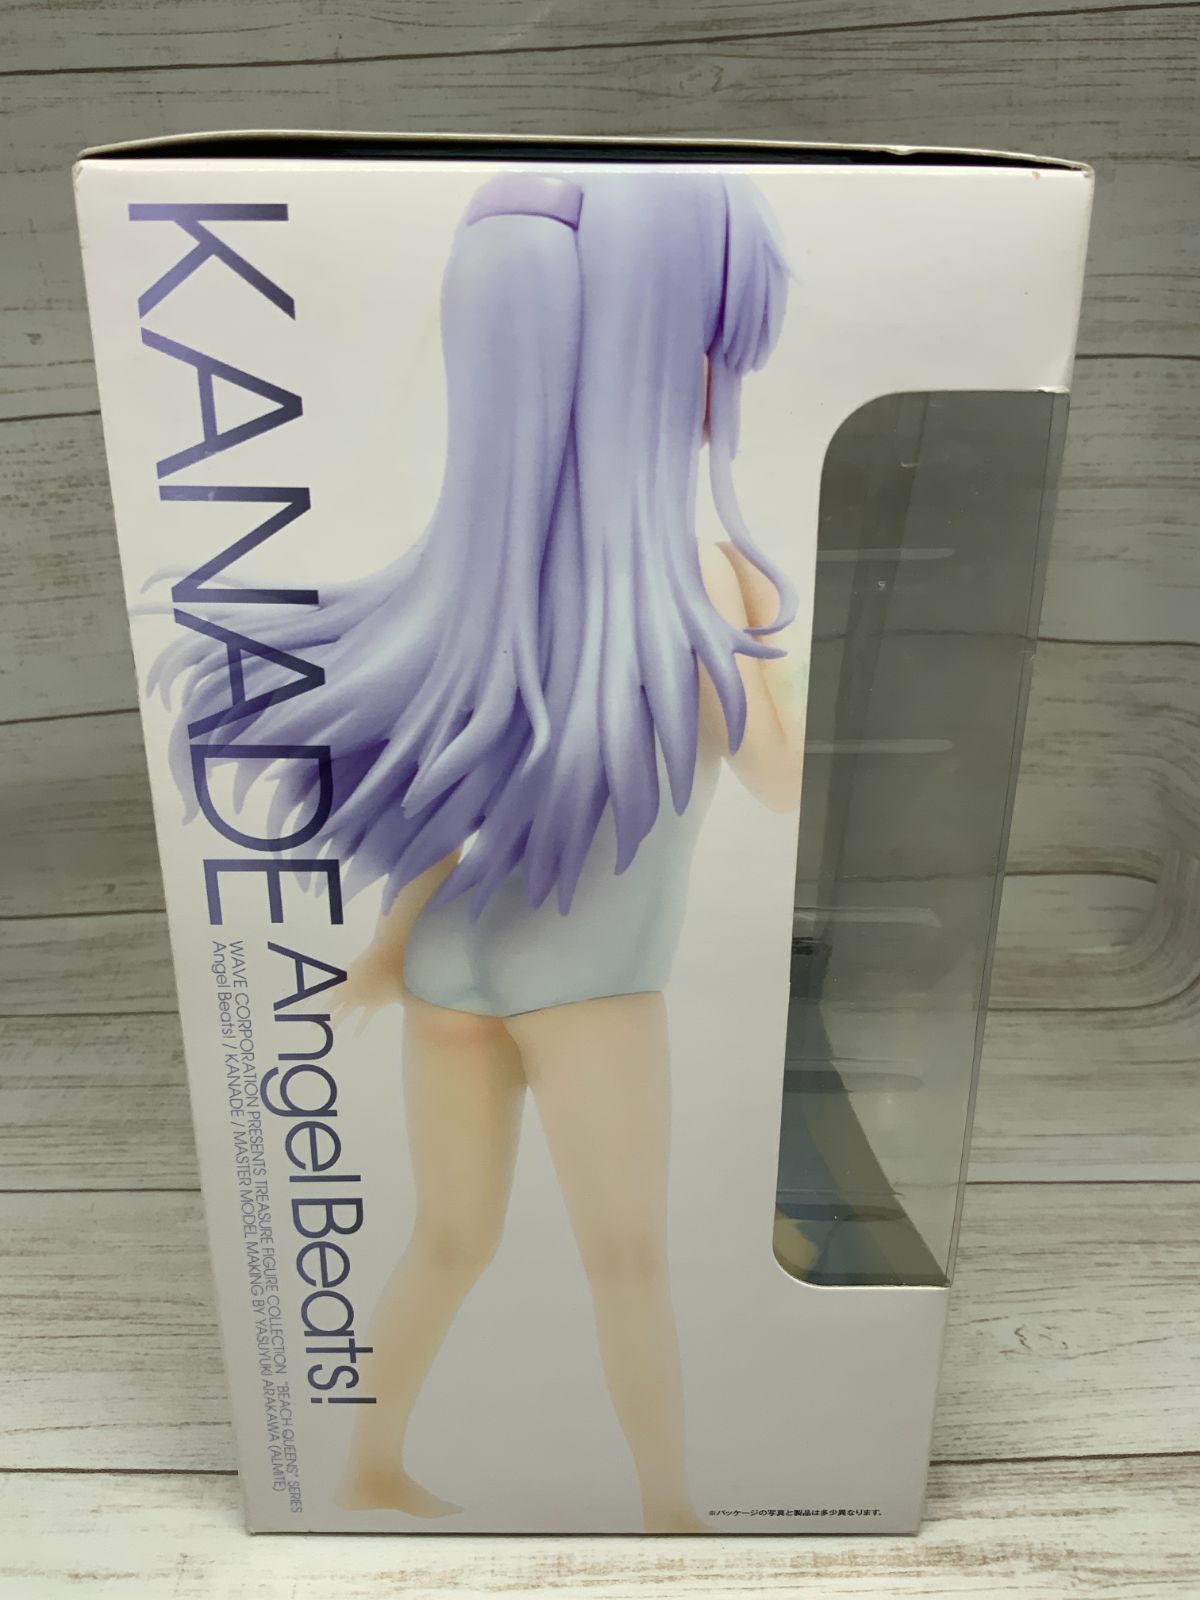 KANADE
Angel Beats!
WAVE CORPORATION PRESENTS TREASURE FIGURE COLLECTION "BEACH QUEENS" SERIES
Angel Beats! / KANADE / MASTER MODEL MAKING BY YASUYUKI ARAKAWA (ALMITE)
※パッケージの写真と製品は多少異なります。